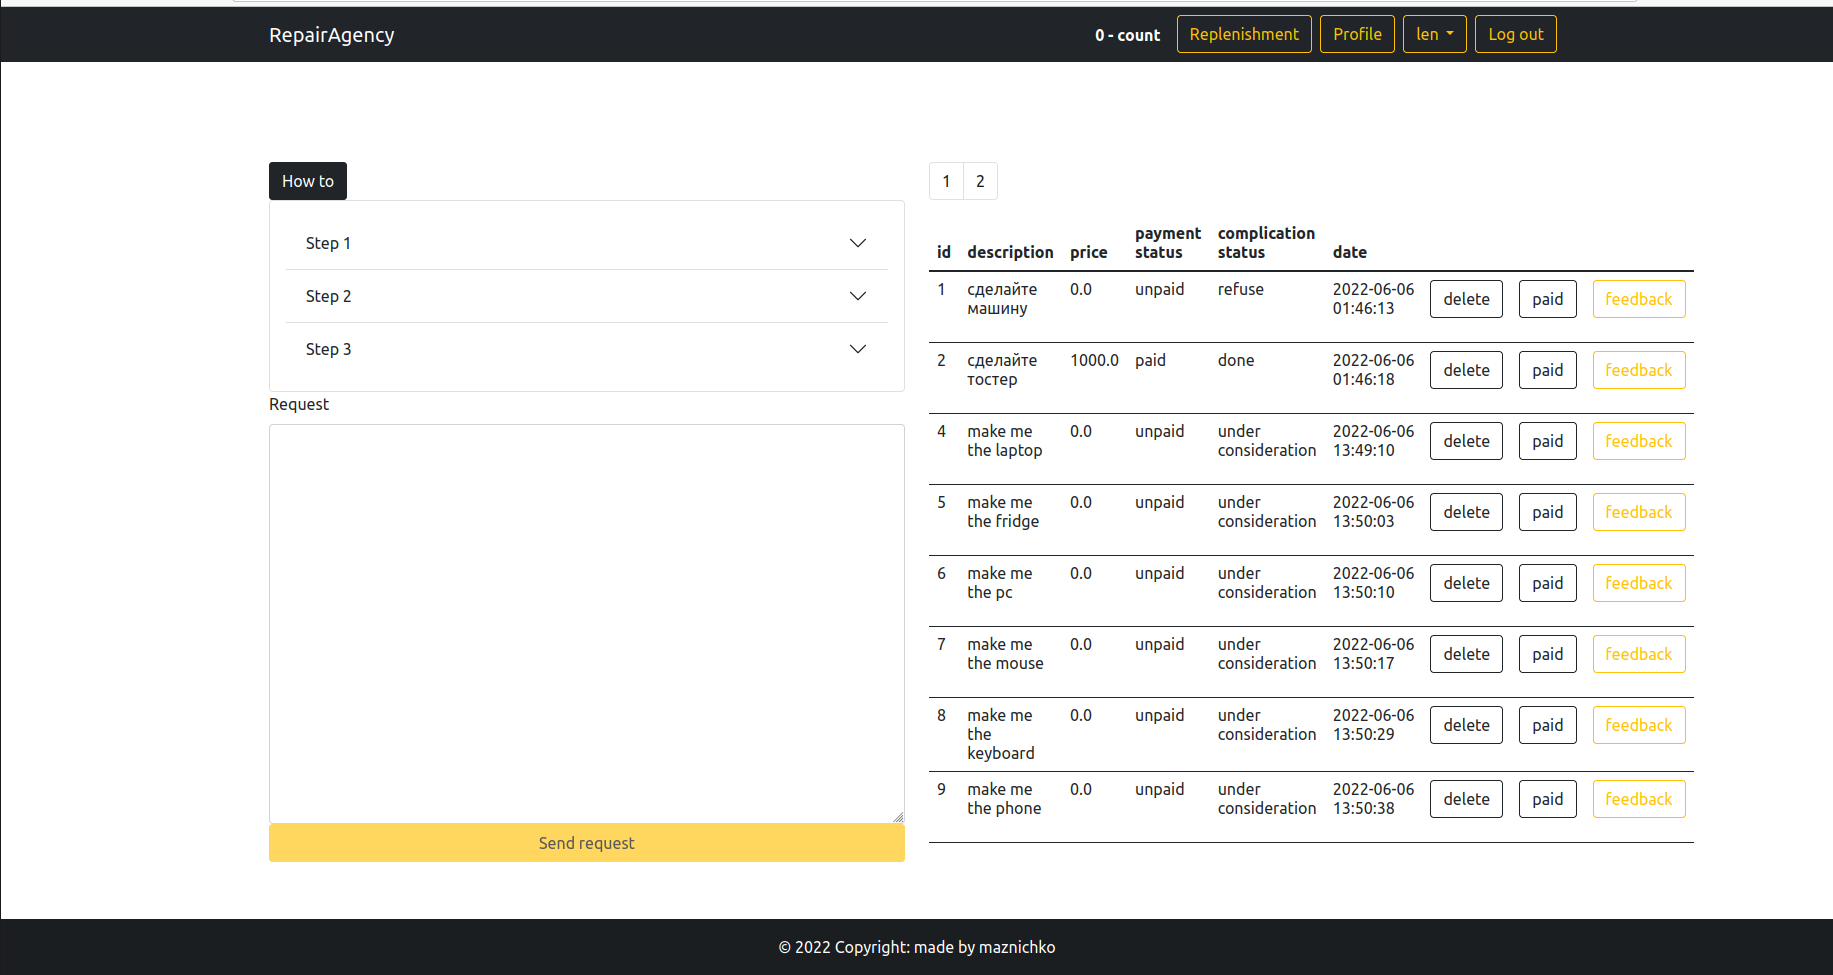 RepairAgency
0 - count
Replenishment
Profile
len
Log out
How to
Step 1
Step 2
Step 3
Request
Send request
1 2
id description price payment status complication status date
1 сделайте машину 0.0 unpaid refuse 2022-06-06 01:46:13 delete paid feedback
2 сделайте тостер 1000.0 paid done 2022-06-06 01:46:18 delete paid feedback
4 make me the laptop 0.0 unpaid under consideration 2022-06-06 13:49:10 delete paid feedback
5 make me the fridge 0.0 unpaid under consideration 2022-06-06 13:50:03 delete paid feedback
6 make me the pc 0.0 unpaid under consideration 2022-06-06 13:50:10 delete paid feedback
7 make me the mouse 0.0 unpaid under consideration 2022-06-06 13:50:17 delete paid feedback
8 make me the keyboard 0.0 unpaid under consideration 2022-06-06 13:50:29 delete paid feedback
9 make me the phone 0.0 unpaid under consideration 2022-06-06 13:50:38 delete paid feedback
© 2022 Copyright: made by maznichko